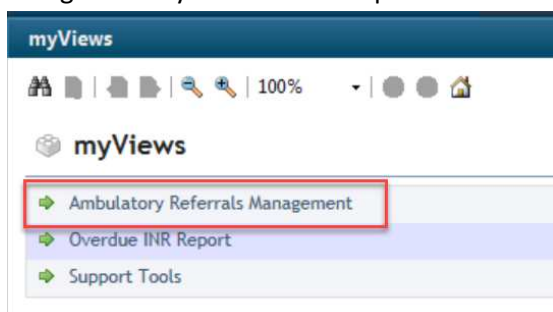 myViews
100%
myViews
Ambulatory Referrals Management
Overdue INR Report
Support Tools